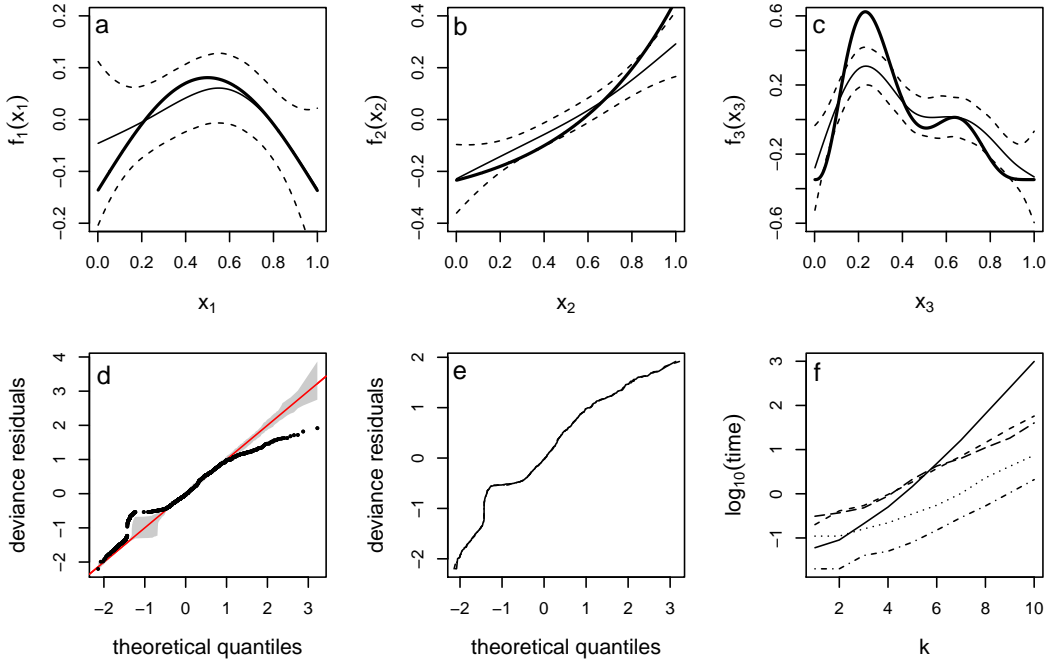 a
f1(x1)
0.2
0.1
0.0
−0.1
−0.2
0.0 0.2 0.4 0.6 0.8 1.0
x1
b
f2(x2)
0.4
0.2
0.0
−0.2
−0.4
0.0 0.2 0.4 0.6 0.8 1.0
x2
c
f3(x3)
0.6
0.2
−0.2
−0.6
0.0 0.2 0.4 0.6 0.8 1.0
x3
d
deviance residuals
4
3
2
1
0
−1
−2
−2 −1 0 1 2 3
theoretical quantiles
e
deviance residuals
2
1
0
−1
−2
−2 −1 0 1 2 3
theoretical quantiles
f
log10(time)
3
2
1
−1
2 4 6 8 10
k